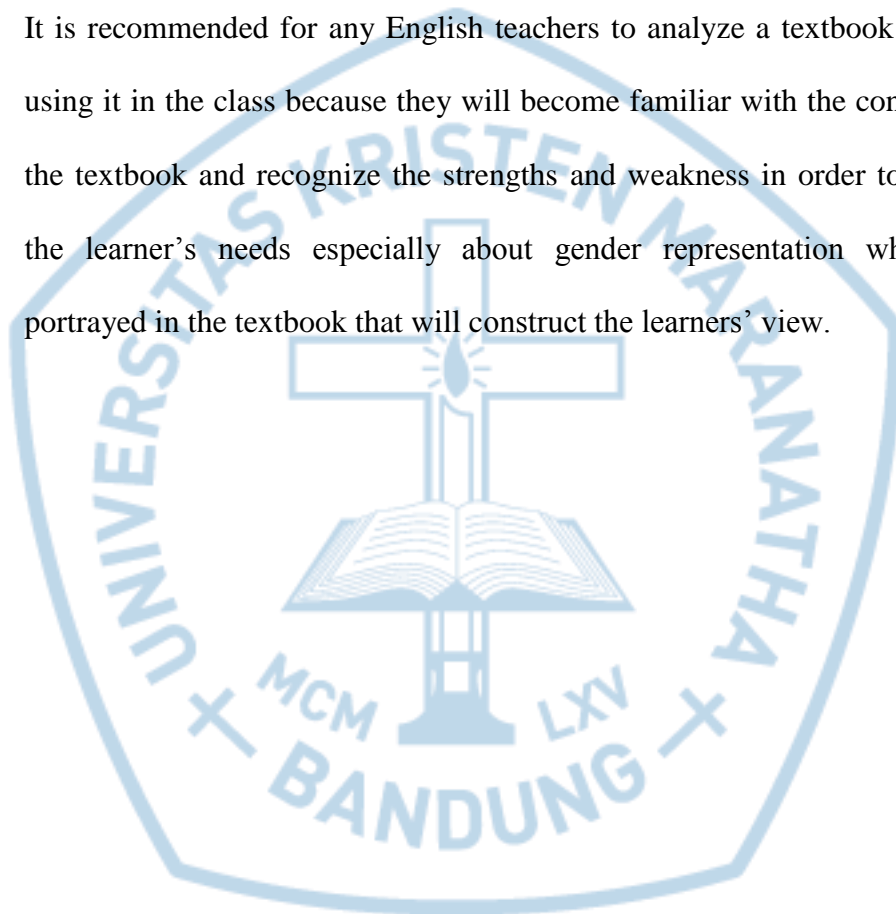 It is recommended for any English teachers to analyze a textbook
using it in the class because they will become familiar with the
the textbook and recognize the strengths and weakness in order to
the learner's needs especially about gender representation
portrayed in the textbook that will construct the learners' view.
UNIVERSITAS KRISTEN MARANATHA
MCM LXV
BANDUNG